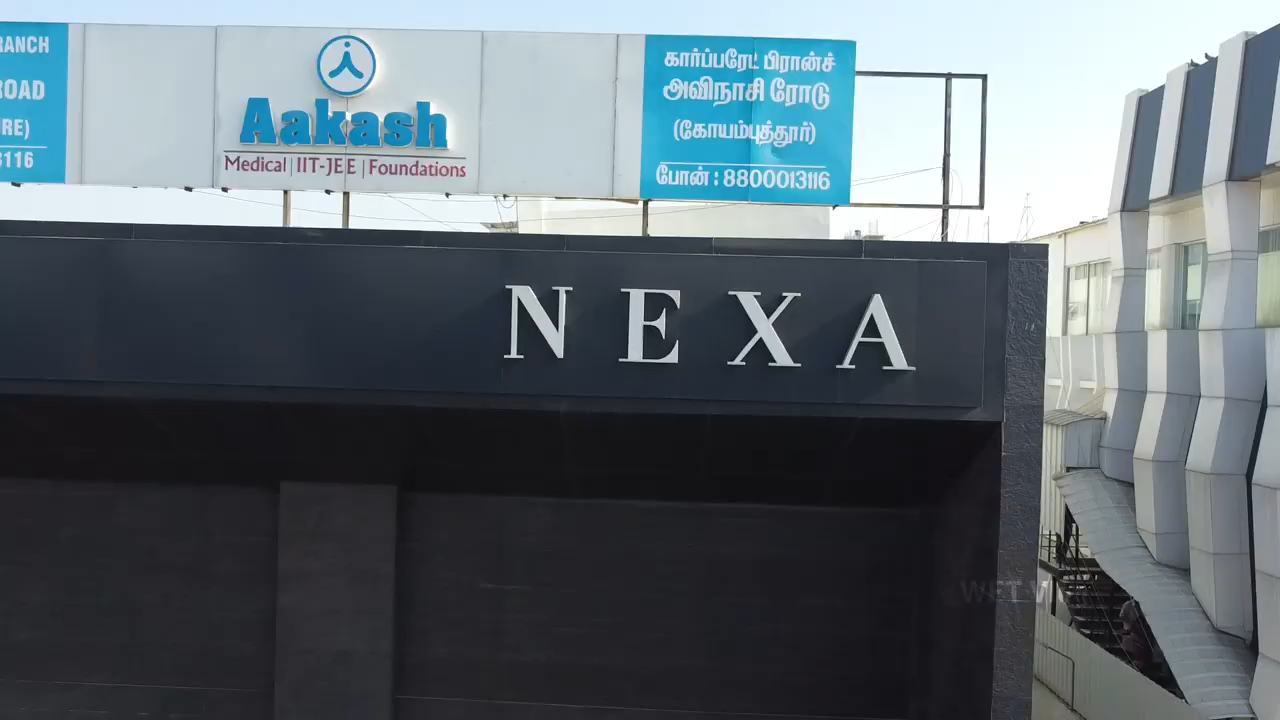 RANCH
ROAD
RE)
3116
Aakash
Medical | IIT-JEE | Foundations
கார்ப்பரேட் பிரான்ச்
அவிநாசி ரோடு
(கோயம்புத்தூர்)
போன் : 8800013116
NEXA